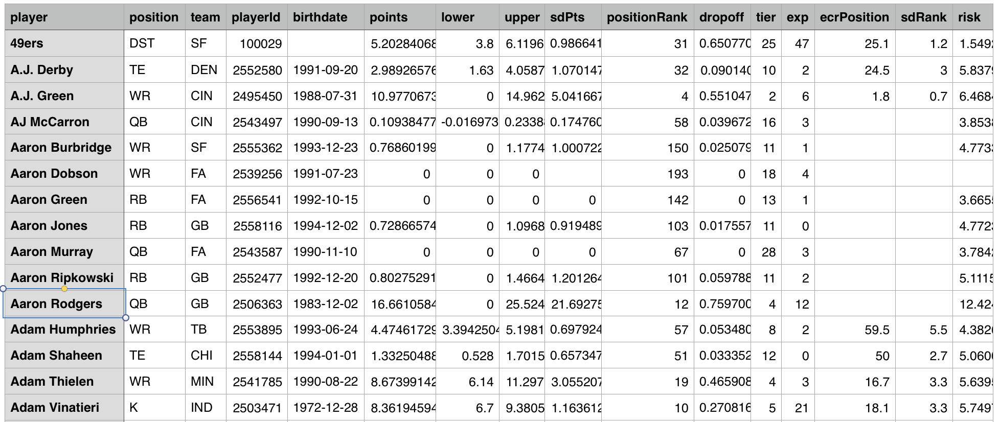 player position team playerId birthdate points lower upper sdPts positionRank dropoff tier exp ecrPosition sdRank risk
49ers DST SF 100029 5.20284068 3.8 6.1196 0.986641 31 0.650770 25 47 25.1 1.2 1.549
A.J. Derby TE DEN 2552580 1991-09-20 2.98926576 1.63 4.0587 1.070147 32 0.090140 10 2 24.5 3 5.837
A.J. Green WR CIN 2495450 1988-07-31 10.9770673 0 14.962 5.041667 4 0.551047 2 6 1.8 0.7 6.468
AJ McCarron QB CIN 2543497 1990-09-13 0.10938477 -0.016973 0.2338 0.174760 58 0.039672 16 3 3.853
Aaron Burbridge WR SF 2555362 1993-12-23 0.76860199 0 1.1774 1.000722 150 0.025079 11 1 4.773
Aaron Dobson WR FA 2539256 1991-07-23 0 0 0 193 0 18 4
Aaron Green RB FA 2556541 1992-10-15 0 0 0 0 142 0 13 1 3.665
Aaron Jones RB GB 2558116 1994-12-02 0.72866574 0 1.0968 0.919489 103 0.017557 11 0 4.772
Aaron Murray QB FA 2543587 1990-11-10 0 0 0 0 67 0 28 3 3.784
Aaron Ripkowski RB GB 2552477 1992-12-20 0.80275291 0 1.4664 1.201264 101 0.059788 11 2 5.111
Aaron Rodgers QB GB 2506363 1983-12-02 16.6610584 0 25.524 21.69275 12 0.759700 4 12 12.42
Adam Humphries WR TB 2553895 1993-06-24 4.47461729 3.3942504 5.1981 0.697924 57 0.053480 8 2 59.5 5.5 4.382
Adam Shaheen TE CHI 2558144 1994-01-01 1.33250488 0.528 1.7015 0.657347 51 0.033352 12 0 50 2.7 5.060
Adam Thielen WR MIN 2541785 1990-08-22 8.67399142 6.14 11.297 3.055207 19 0.465908 4 3 16.7 3.3 5.639
Adam Vinatieri K IND 2503471 1972-12-28 8.36194594 6.7 9.3805 1.163612 10 0.270816 5 21 18.1 3.3 5.749